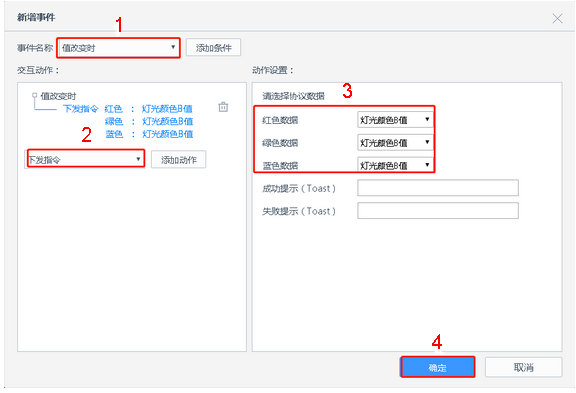 新增事件
1
事件名称 值改变时 添加条件
交互动作： 动作设置：
值改变时
下发指令 红色 ： 灯光颜色B值
绿色 ： 灯光颜色B值
蓝色 ： 灯光颜色B值
2
下发指令 添加动作
请选择协议数据 3
红色数据 灯光颜色B值
绿色数据 灯光颜色B值
蓝色数据 灯光颜色B值
成功提示（Toast）
失败提示（Toast）
4
确定 取消